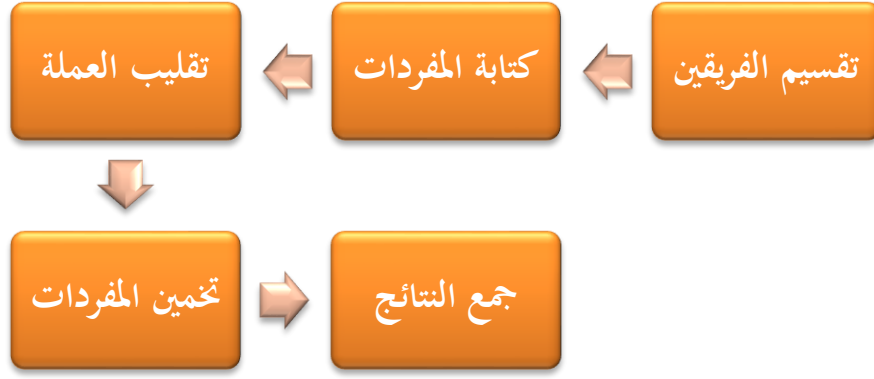 تقسيم الفريقين
كتابة المفردات
تقليب العملة
تخمين المفردات
جمع النتائج